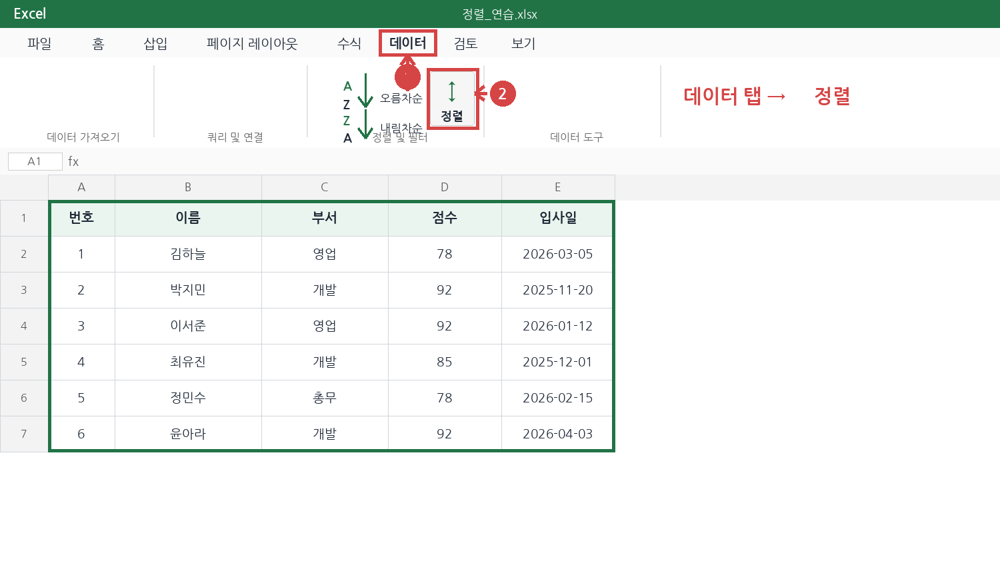 Excel 정렬_연습.xlsx
파일 홈 삽입 페이지 레이아웃 수식 데이터 검토 보기
A
Z
오름차순
Z
A
내림차순
정렬
2
데이터 탭 → 정렬
데이터 가져오기 쿼리 및 연결 정렬 및 필터 데이터 도구
A1 fx
A B C D E
1 번호 이름 부서 점수 입사일
2 1 김하늘 영업 78 2026-03-05
3 2 박지민 개발 92 2025-11-20
4 3 이서준 영업 92 2026-01-12
5 4 최유진 개발 85 2025-12-01
6 5 정민수 총무 78 2026-02-15
7 6 윤아라 개발 92 2026-04-03